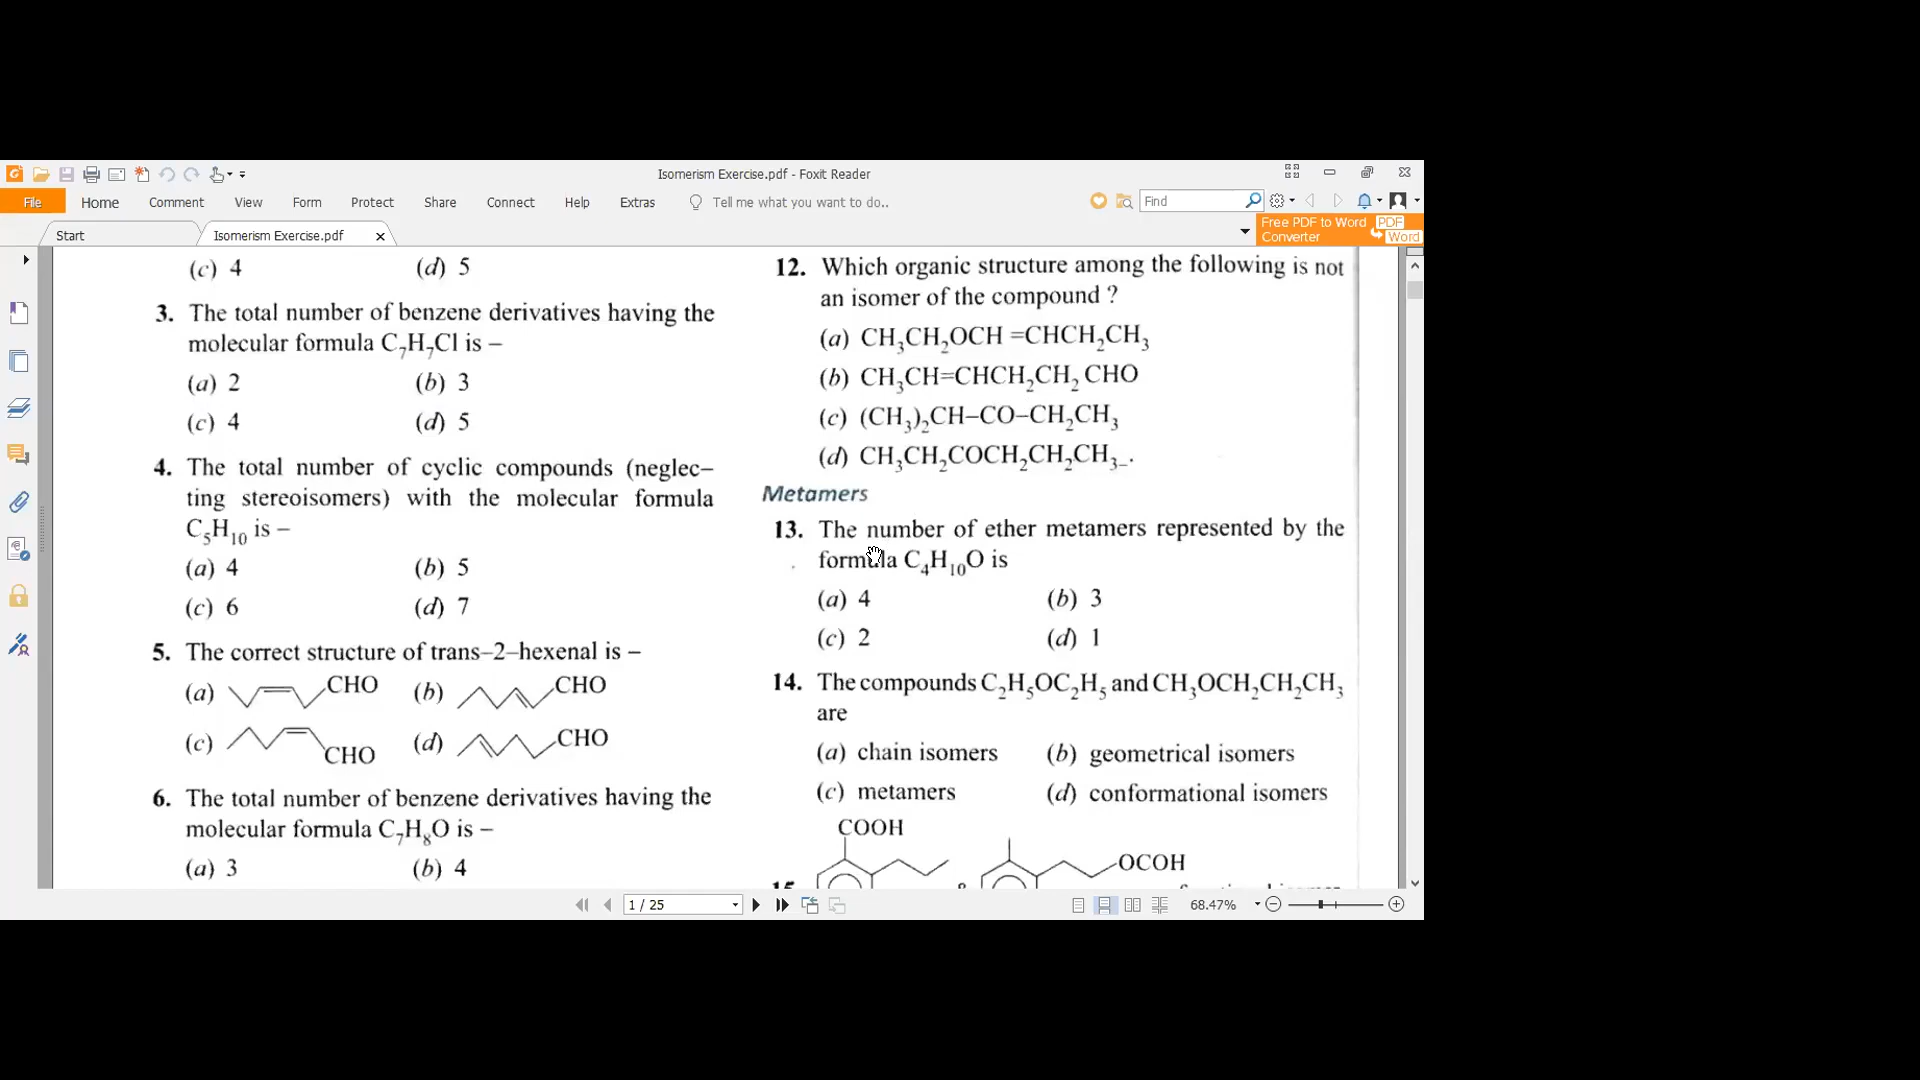 Isomerism Exercise.pdf - Foxit Reader
File Home Comment View Form Protect Share Connect Help Extras Tell me what you want to do.. Find
Start Isomerism Exercise.pdf
Free PDF to Word Converter
PDF Word
(c) 4 (d) 5
3. The total number of benzene derivatives having the
molecular formula C₇H₇Cl is –
(a) 2 (b) 3
(c) 4 (d) 5
4. The total number of cyclic compounds (neglec–
ting stereoisomers) with the molecular formula
C₅H₁₀ is –
(a) 4 (b) 5
(c) 6 (d) 7
5. The correct structure of trans–2–hexenal is –
(a) CHO (b) CHO
(c) CHO (d) CHO
6. The total number of benzene derivatives having the
molecular formula C₇H₈O is –
(a) 3 (b) 4
12. Which organic structure among the following is not
an isomer of the compound ?
(a) CH₃CH₂OCH =CHCH₂CH₃
(b) CH₃CH=CHCH₂CH₂ CHO
(c) (CH₃)₂CH–CO–CH₂CH₃
(d) CH₃CH₂COCH₂CH₂CH₃_.
Metamers
13. The number of ether metamers represented by the
formula C₄H₁₀O is
(a) 4 (b) 3
(c) 2 (d) 1
14. The compounds C₂H₅OC₂H₅ and CH₃OCH₂CH₂CH₃
are
(a) chain isomers (b) geometrical isomers
(c) metamers (d) conformational isomers
COOH
OCOH
1 / 25 68.47%